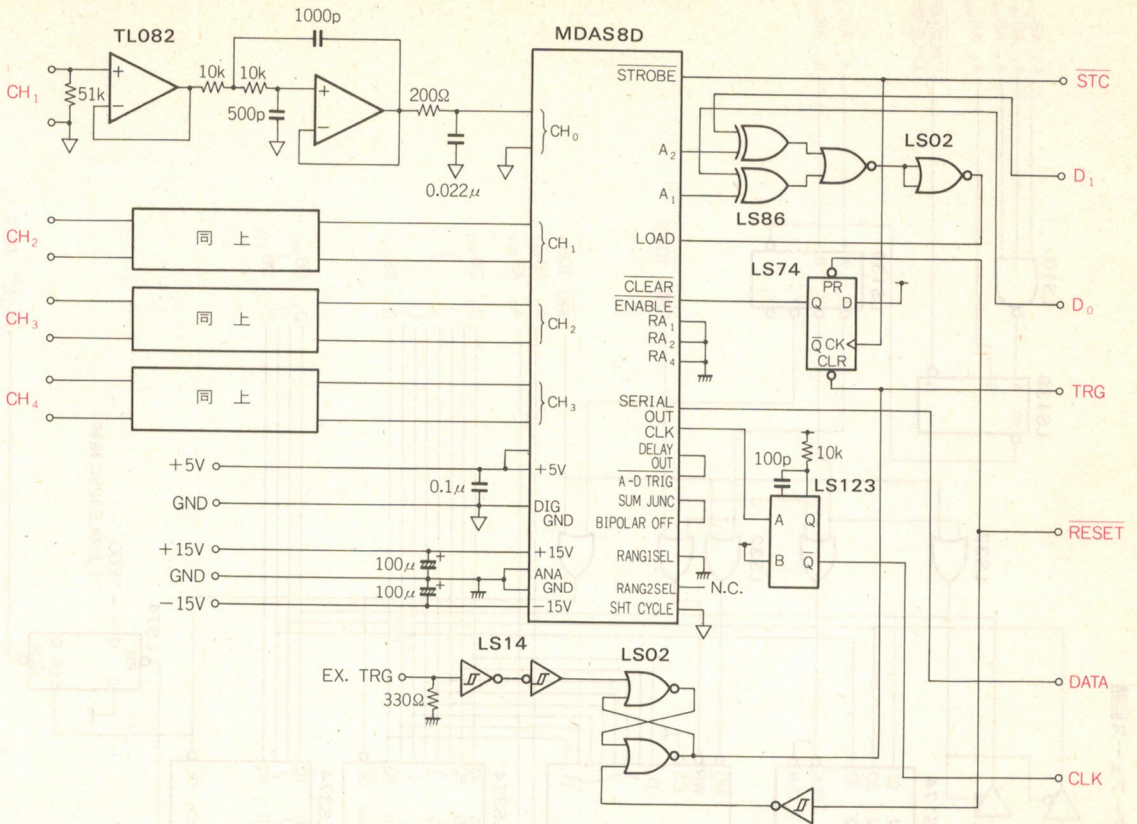 1000p
TL082
MDAS8D
10k
10k
CH₁
51k
500p
200Ω
0.022μ
CH₀
STROBE
STC
A₂
A₁
LS86
LS02
D₁
LOAD
CH₂
同上
CH₁
LS74
PR
Q
D
Q̅ CK
CLR
CLEAR
ENABLE
RA₁
RA₂
RA₄
D₀
CH₃
同上
CH₂
TRG
CH₄
同上
CH₃
SERIAL
OUT
CLK
DELAY
OUT
A-D TRIG
SUM JUNC
BIPOLAR OFF
RANG1SEL
RANG2SEL
SHT CYCLE
N.C.
10k
100p
LS123
A
Q
B
Q̅
RESET
+5V
0.1μ
+5V
GND
DIG
GND
+15V
100μ
+
+15V
GND
ANA
GND
100μ
+
-15V
-15V
LS14
EX. TRG
330Ω
LS02
DATA
CLK